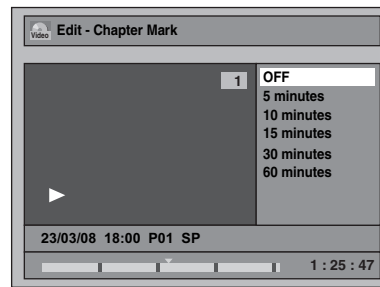 Video
Edit - Chapter Mark
1
OFF
5 minutes
10 minutes
15 minutes
30 minutes
60 minutes
23/03/08 18:00 P01 SP
1 : 25 : 47